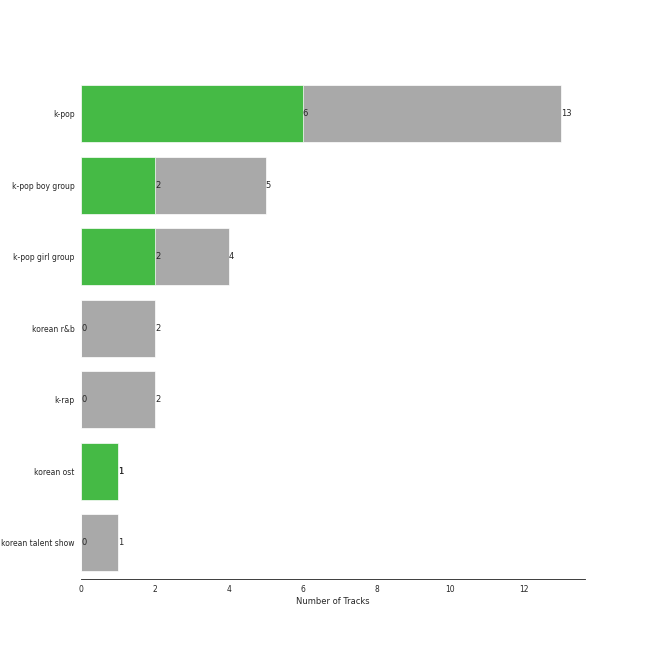 k-pop 6 13
k-pop boy group 2 5
k-pop girl group 2 4
korean r&b 0 2
k-rap 0 2
korean ost 1
korean talent show 0 1
0 2 4 6 8 10 12
Number of Tracks